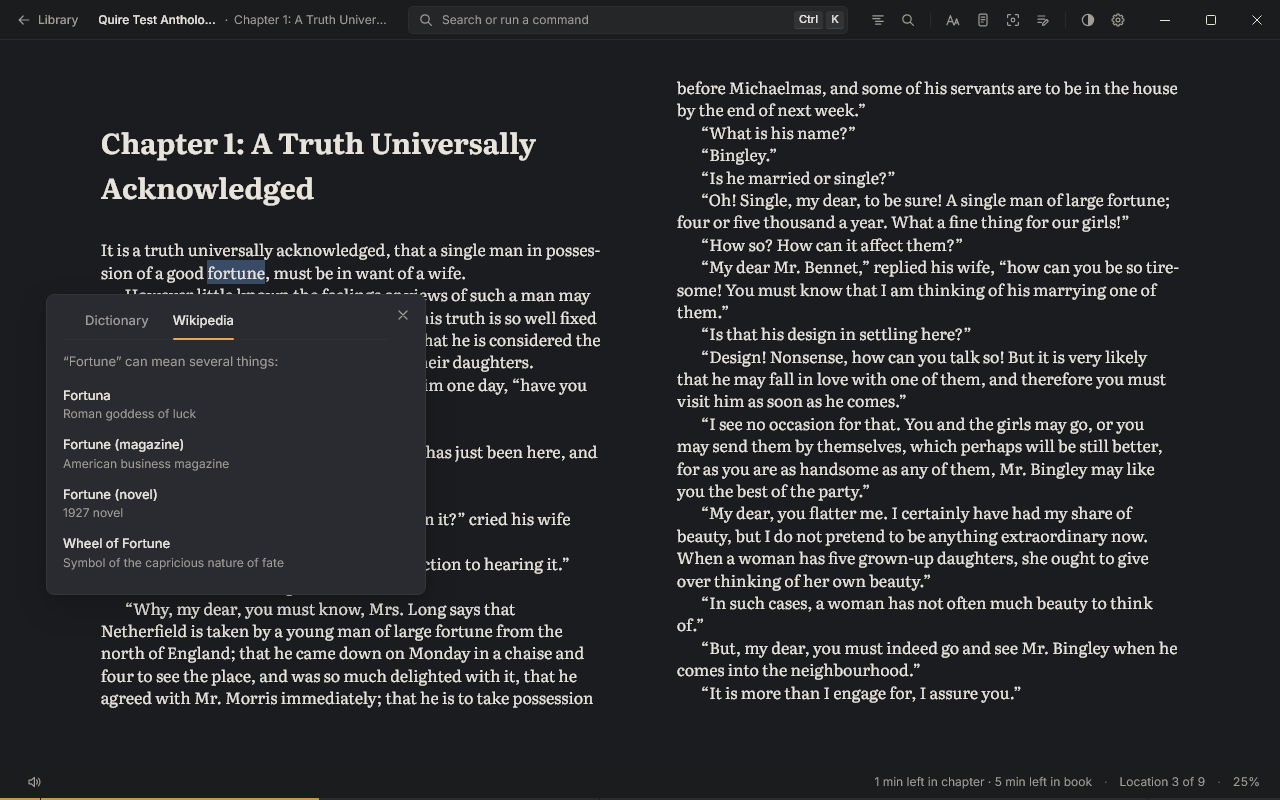 Library
Quire Test Antholo... · Chapter 1: A Truth Univer...
Search or run a command
Ctrl K
Chapter 1: A Truth Universally
Acknowledged
It is a truth universally acknowledged, that a single man in posses-
sion of a good fortune, must be in want of a wife.
However little known the feelings or views of such a man may
his truth is so well fixed
hat he is considered the
eir daughters.
im one day, “have you
has just been here, and
n it?” cried his wife
ction to hearing it.”
Dictionary
Wikipedia
“Fortune” can mean several things:
Fortuna
Roman goddess of luck
Fortune (magazine)
American business magazine
Fortune (novel)
1927 novel
Wheel of Fortune
Symbol of the capricious nature of fate
“Why, my dear, you must know, Mrs. Long says that
Netherfield is taken by a young man of large fortune from the
north of England; that he came down on Monday in a chaise and
four to see the place, and was so much delighted with it, that he
agreed with Mr. Morris immediately; that he is to take possession
before Michaelmas, and some of his servants are to be in the house
by the end of next week.”
“What is his name?”
“Bingley.”
“Is he married or single?”
“Oh! Single, my dear, to be sure! A single man of large fortune;
four or five thousand a year. What a fine thing for our girls!”
“How so? How can it affect them?”
“My dear Mr. Bennet,” replied his wife, “how can you be so tire-
some! You must know that I am thinking of his marrying one of
them.”
“Is that his design in settling here?”
“Design! Nonsense, how can you talk so! But it is very likely
that he may fall in love with one of them, and therefore you must
visit him as soon as he comes.”
“I see no occasion for that. You and the girls may go, or you
may send them by themselves, which perhaps will be still better,
for as you are as handsome as any of them, Mr. Bingley may like
you the best of the party.”
“My dear, you flatter me. I certainly have had my share of
beauty, but I do not pretend to be anything extraordinary now.
When a woman has five grown-up daughters, she ought to give
over thinking of her own beauty.”
“In such cases, a woman has not often much beauty to think
of.”
“But, my dear, you must indeed go and see Mr. Bingley when he
comes into the neighbourhood.”
“It is more than I engage for, I assure you.”
1 min left in chapter · 5 min left in book · Location 3 of 9 · 25%